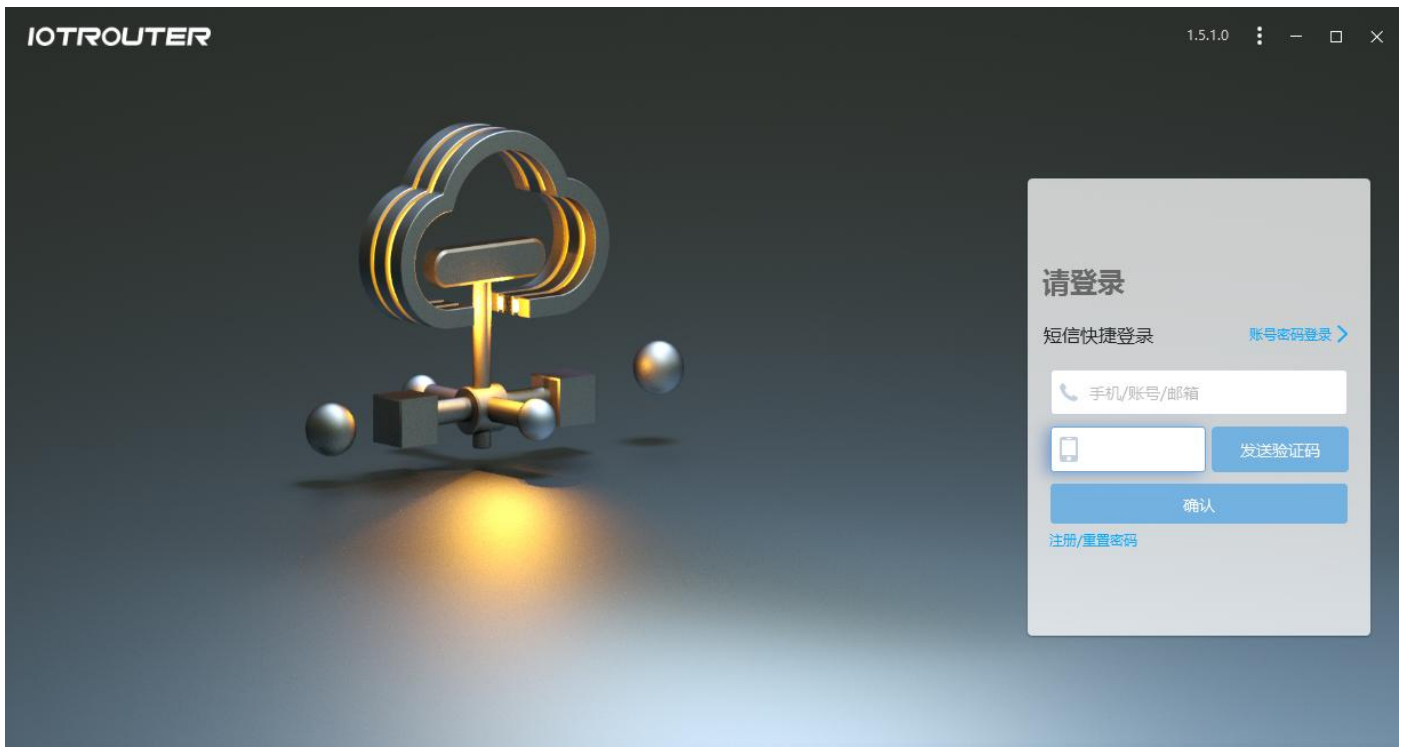 IOTROUTER
1.5.1.0
请登录
短信快捷登录
账号密码登录
手机/账号/邮箱
发送验证码
确认
注册/重置密码